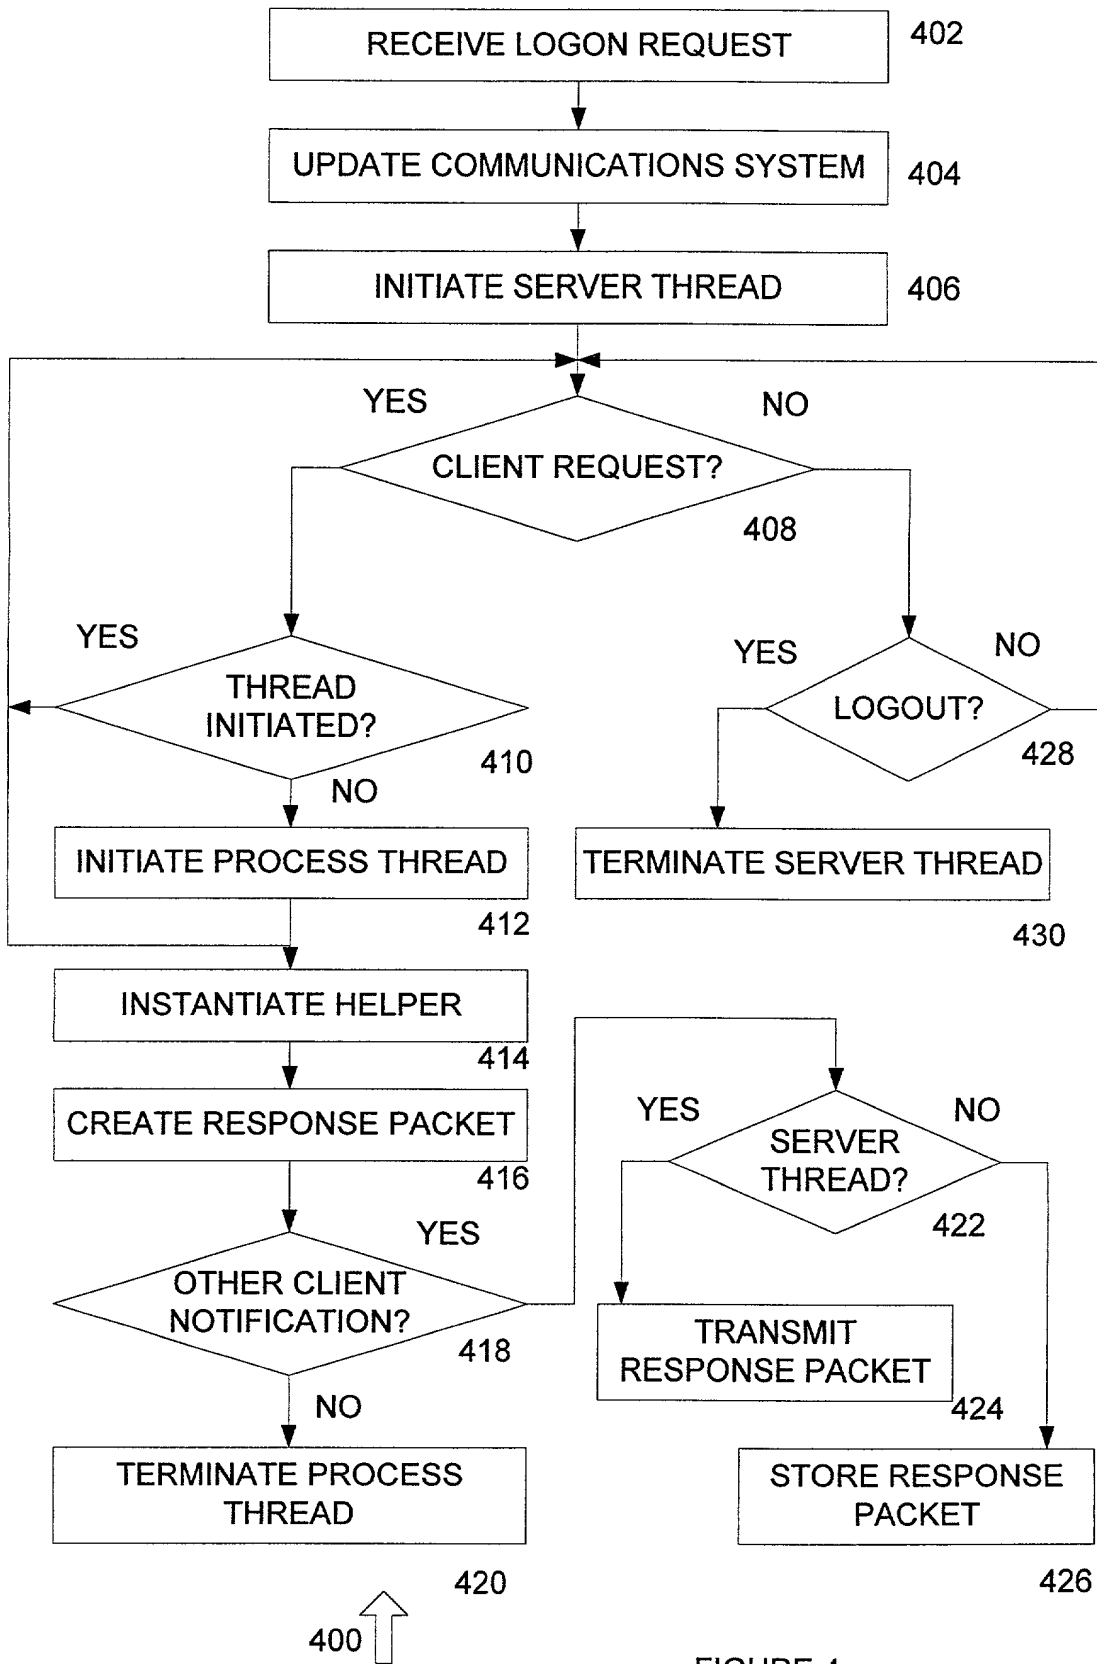 RECEIVE LOGON REQUEST
402
UPDATE COMMUNICATIONS SYSTEM
404
INITIATE SERVER THREAD
406
YES
NO
CLIENT REQUEST?
408
YES
THREAD
INITIATED?
410
NO
YES
NO
LOGOUT?
428
INITIATE PROCESS THREAD
412
TERMINATE SERVER THREAD
430
INSTANTIATE HELPER
414
CREATE RESPONSE PACKET
416
YES
NO
SERVER
THREAD?
422
YES
OTHER CLIENT
NOTIFICATION?
418
NO
TRANSMIT
RESPONSE PACKET
424
TERMINATE PROCESS
THREAD
420
STORE RESPONSE
PACKET
426
400
FIGURE 4